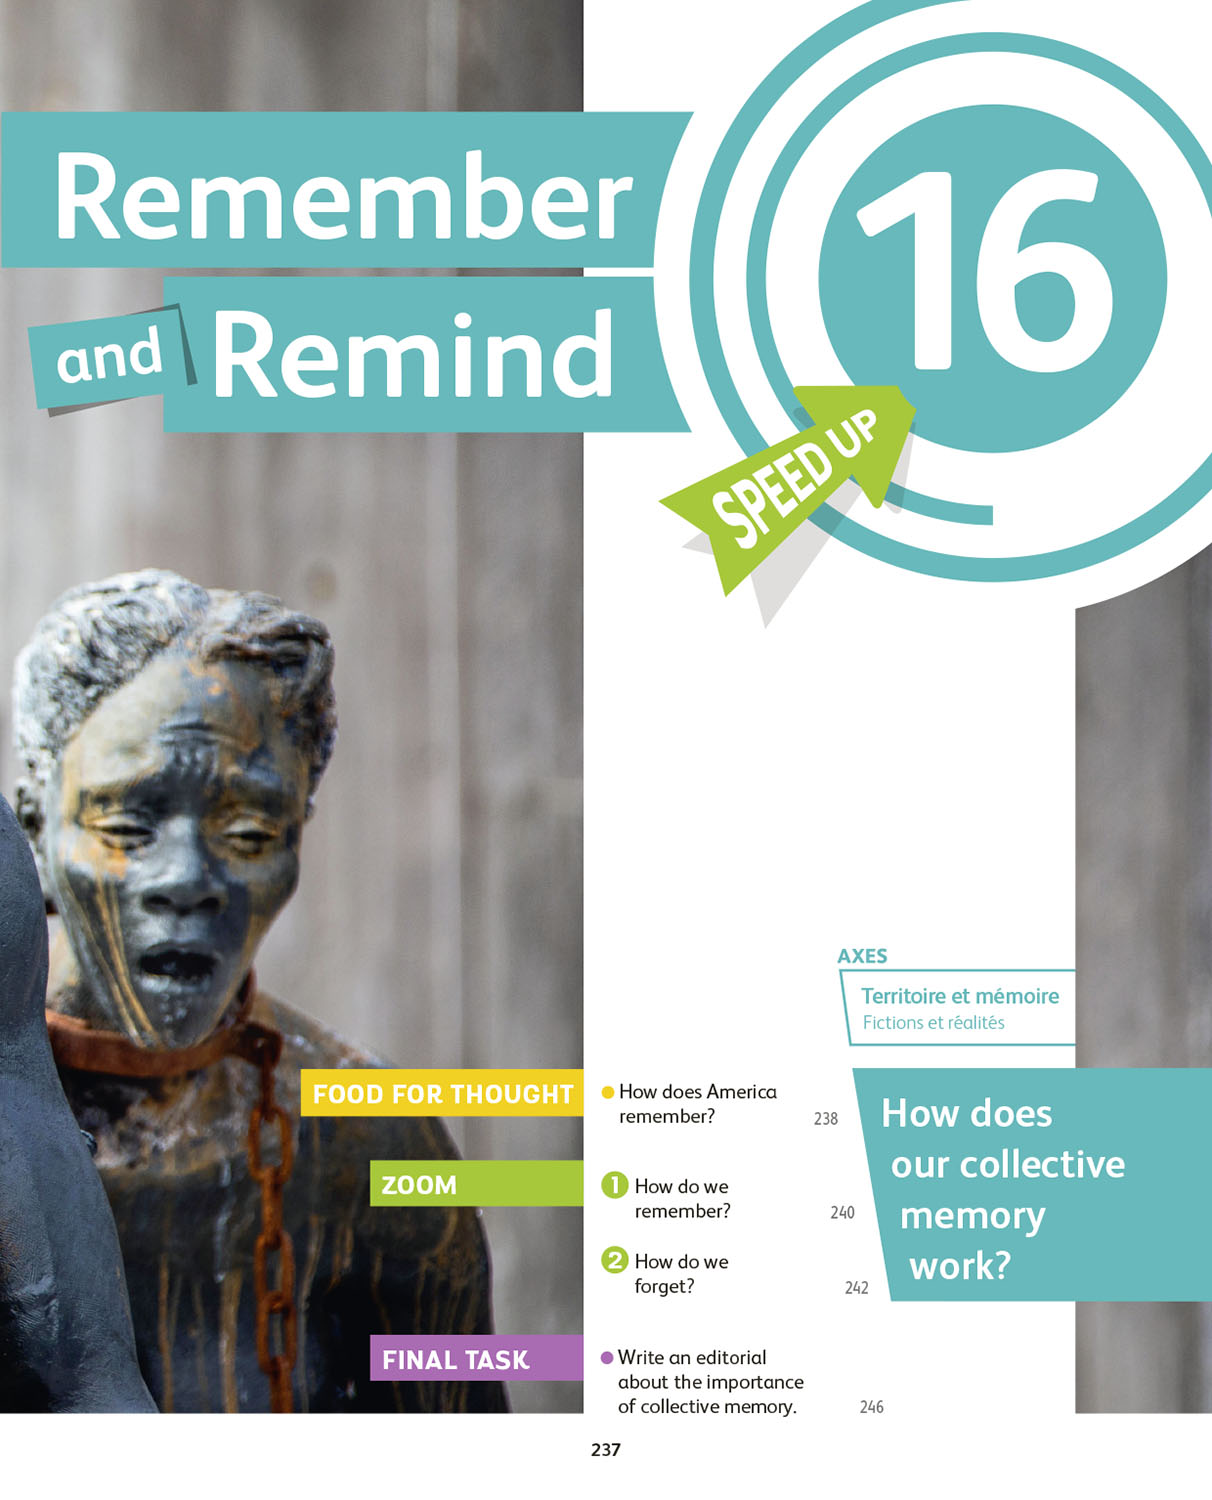 Remember
and Remind
16
SPEED UP
AXES
Territoire et mémoire
Fictions et réalités
How does
our collective
memory
work?
FOOD FOR THOUGHT
How does America
remember?
238
ZOOM
1 How do we
remember?
240
2 How do we
forget?
242
FINAL TASK
Write an editorial
about the importance
of collective memory.
246
237